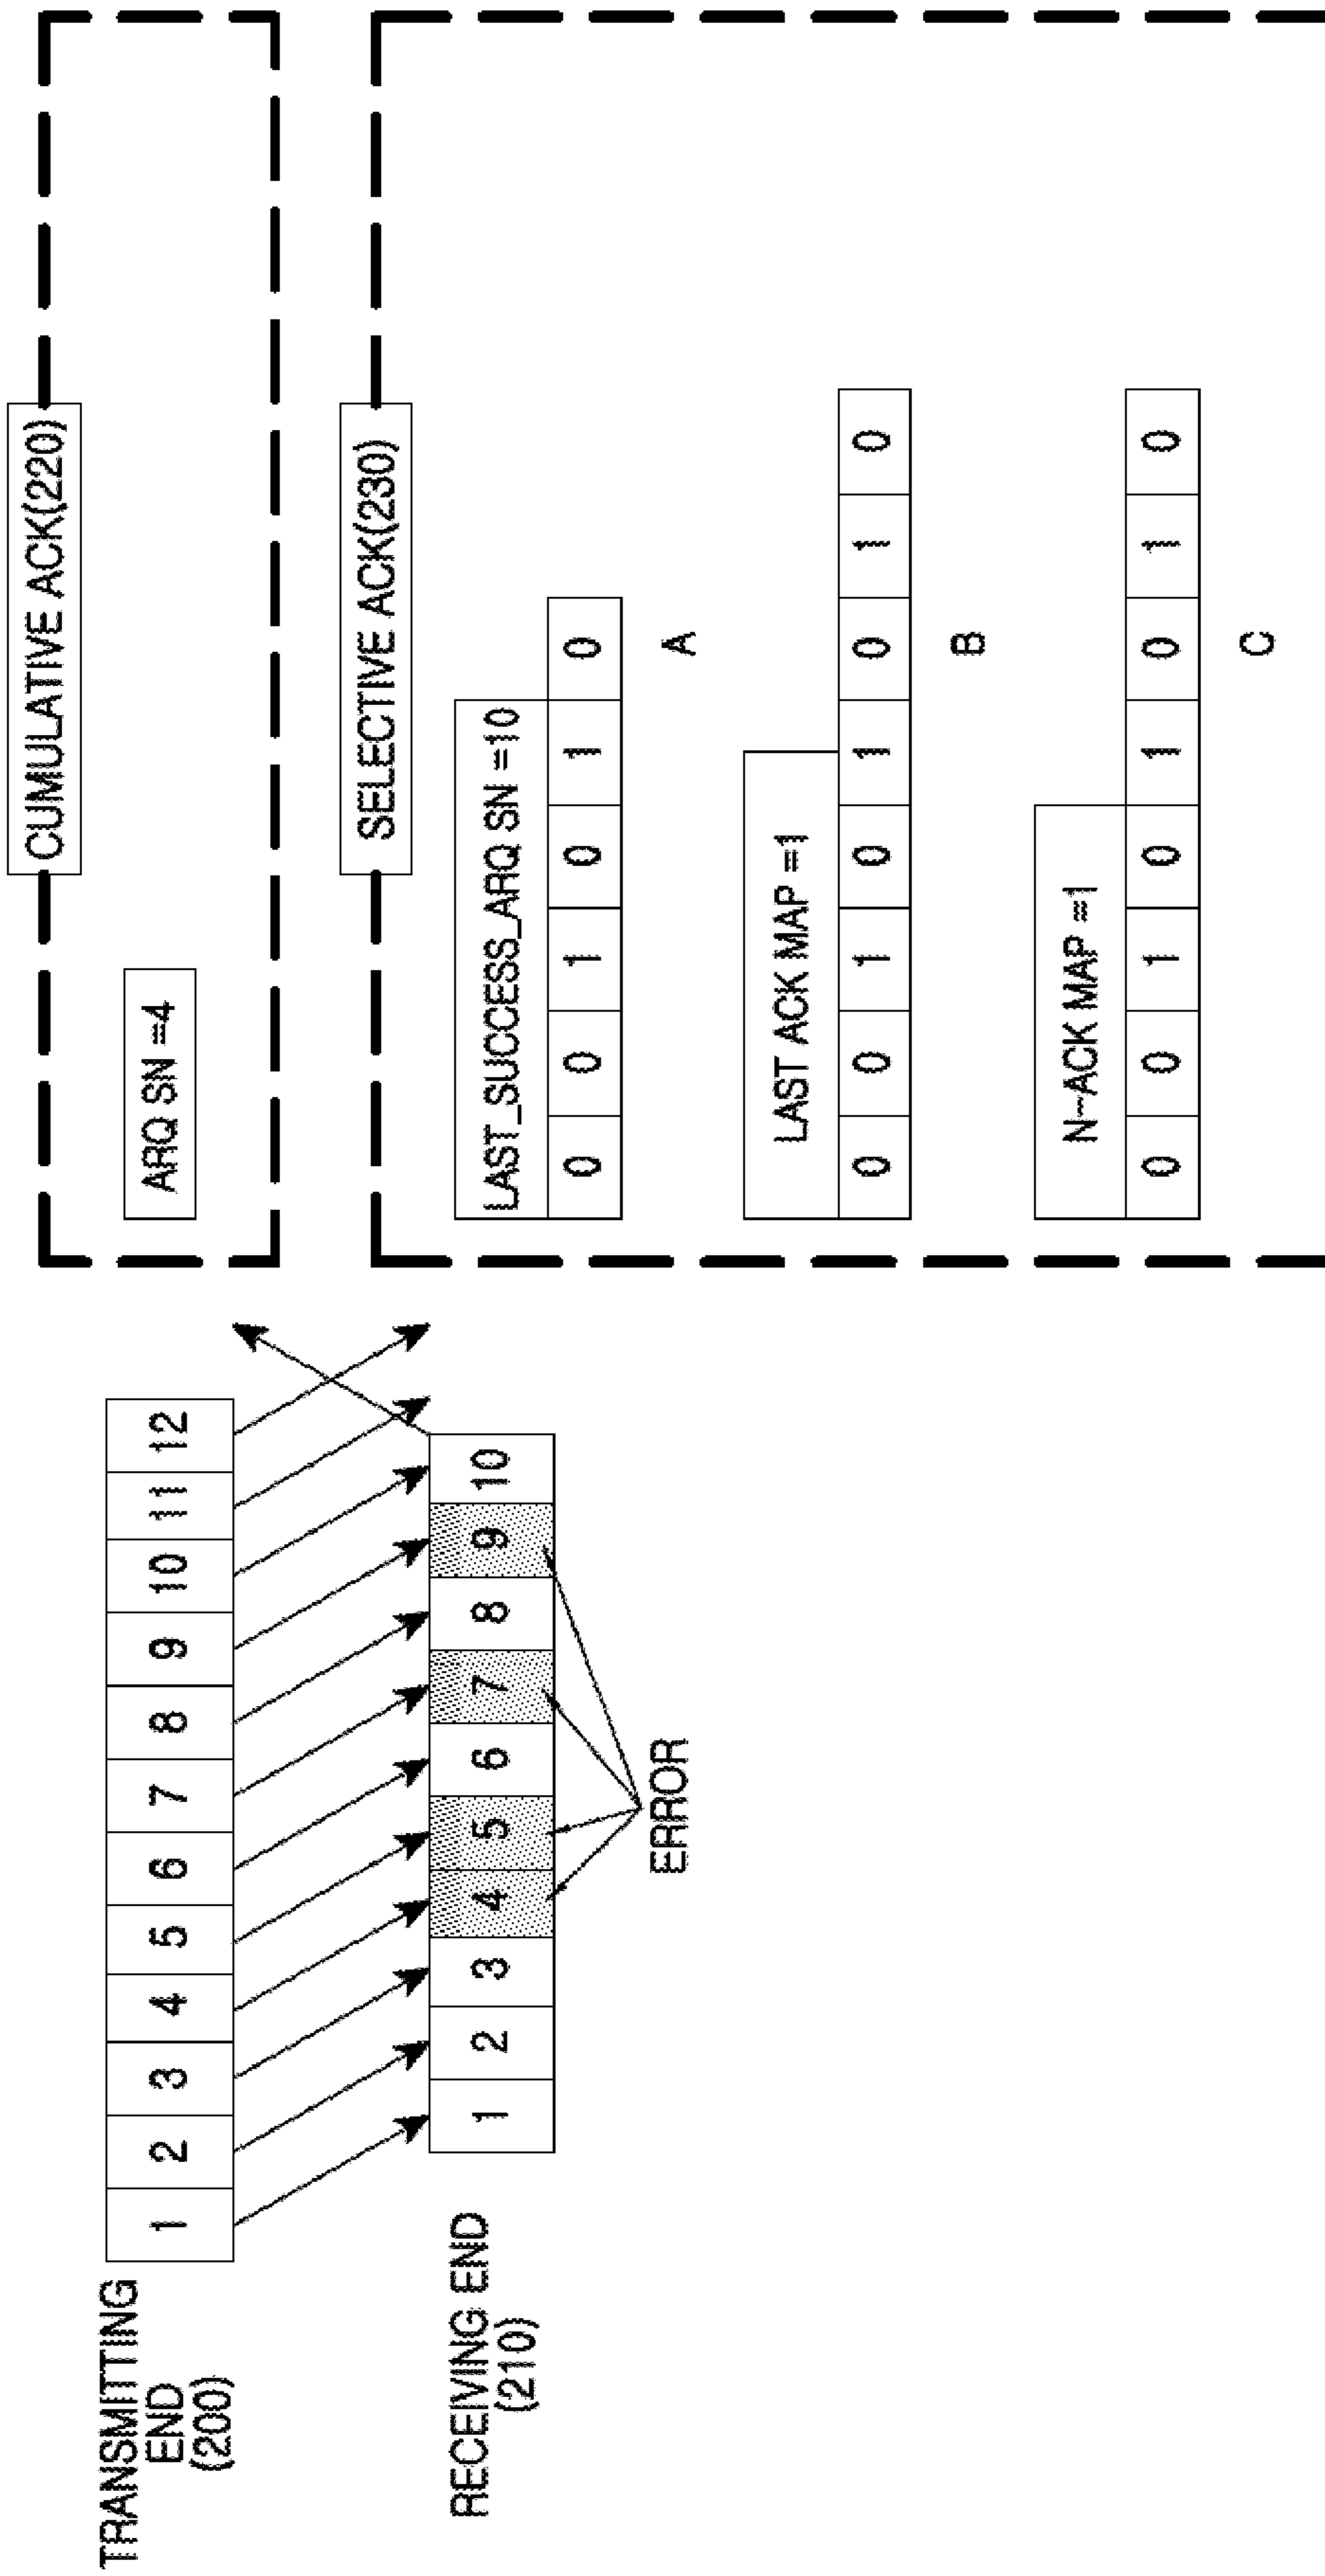 TRANSMITTING
END
(200)
1 2 3 4 5 6 7 8 9 10 11 12
RECEIVING END
(210)
1 2 3 4 5 6 7 8 9 10
ERROR
CUMULATIVE ACK(220)
ARQ SN =4
SELECTIVE ACK(230)
LAST_SUCCESS_ARQ SN =10
0 0 1 0 1 0
A
LAST ACK MAP =1
0 0 1 0 1 0 1 0
B
N-ACK MAP =1
0 0 1 0 1 0 1 0
C